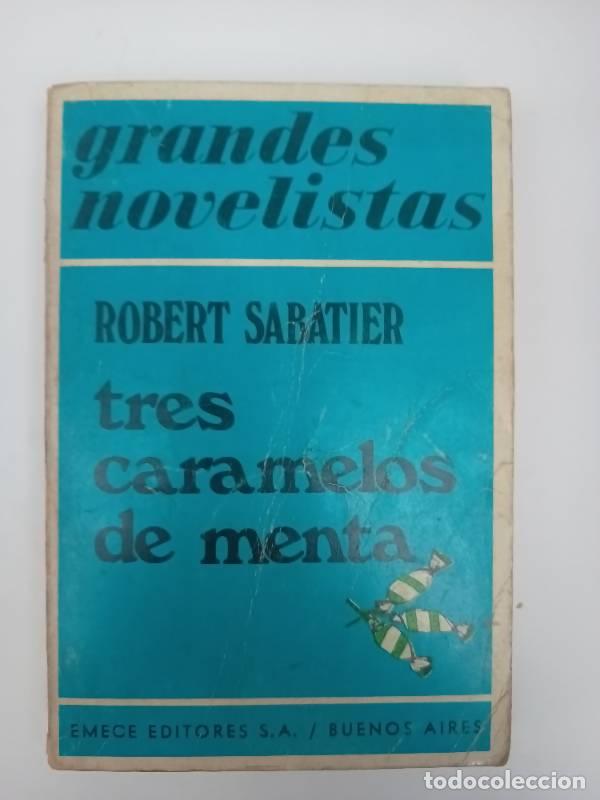 grandes
novelistas
ROBERT SABATIER
tres
caramelos
de menta
EMECE EDITORES S.A. / BUENOS AIRES
todocoleccion